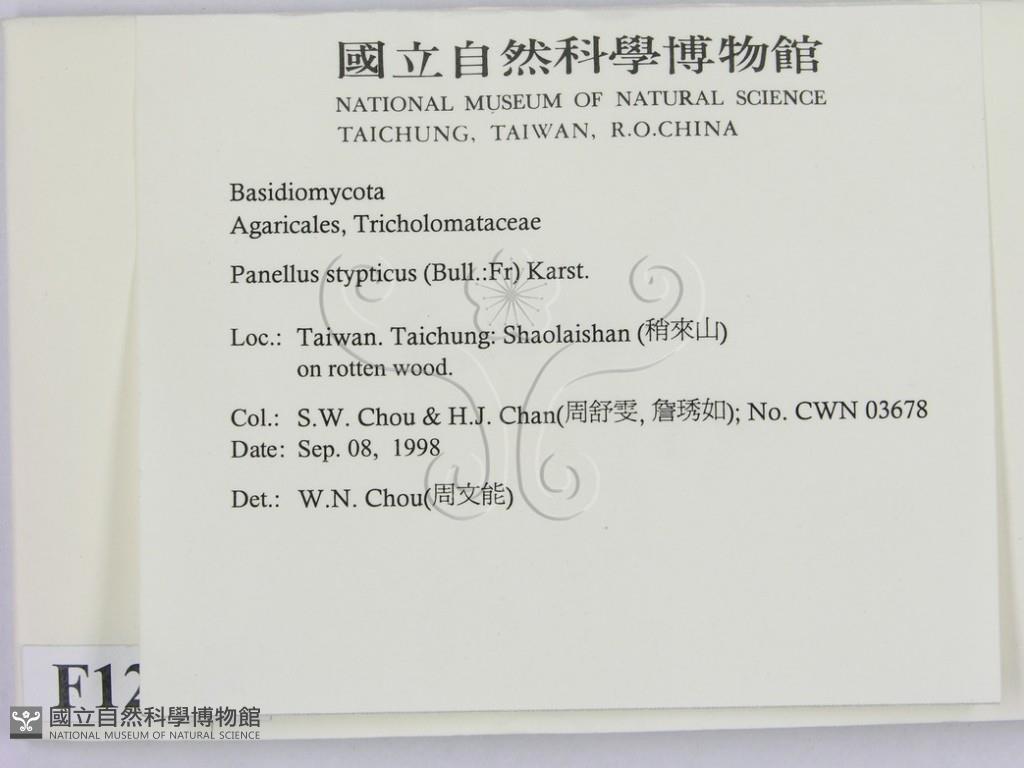 國立自然科學博物館
NATIONAL MUSEUM OF NATURAL SCIENCE
TAICHUNG, TAIWAN, R.O.CHINA
Basidiomycota
Agaricales, Tricholomataceae
Panellus stypticus (Bull.:Fr) Karst.
Loc.: Taiwan. Taichung: Shaolaishan (稍來山)
on rotten wood.
Col.: S.W. Chou & H.J. Chan(周舒雯, 詹琇如); No. CWN 03678
Date: Sep. 08, 1998
Det.: W.N. Chou(周文能)
F12
國立自然科學博物館
NATIONAL MUSEUM OF NATURAL SCIENCE